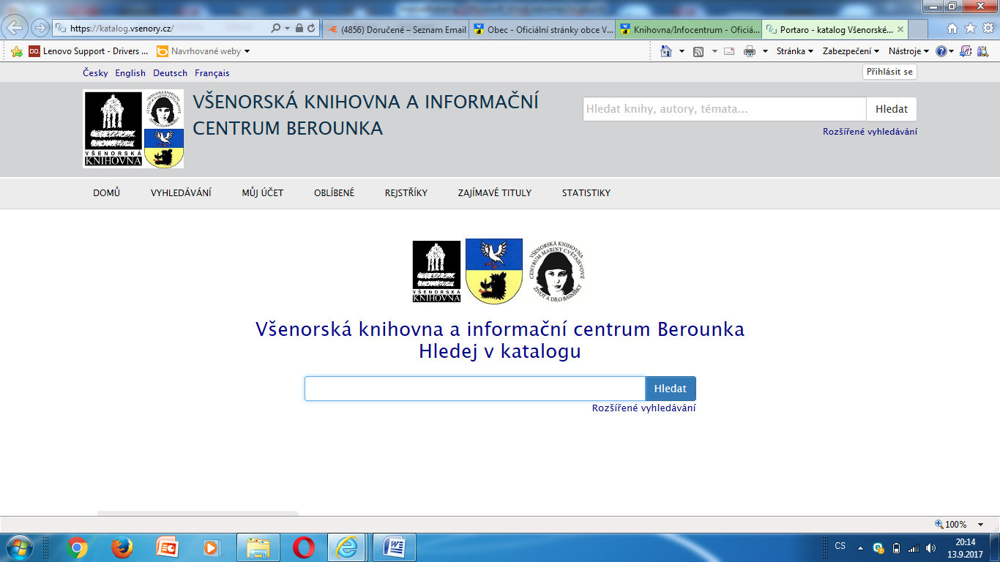 https://katalog.vsenory.cz/
(4856) Doručené – Seznam Email
Obec - Oficiální stránky obce V...
Knihovna/Infocentrum - Oficiá...
Portaro - katalog Všenorské...
Lenovo Support - Drivers ...
Navrhované weby
Stránka
Zabezpečení
Nástroje
Česky English Deutsch Français
Přihlásit se
VŠENORSKÁ
KNIHOVNA
VŠENORSKÁ KNIHOVNA A INFORMAČNÍ
CENTRUM BEROUNKA
Hledat knihy, autory, témata...
Hledat
Rozšířené vyhledávání
DOMŮ VYHLEDÁVÁNÍ MŮJ ÚČET OBLÍBENÉ REJSTŘÍKY ZAJÍMAVÉ TITULY STATISTIKY
VŠENORSKÁ
KNIHOVNA
VŠENORSKÁ KNIHOVNA
CENTRUM MARINY CVĚTAJEVOVÉ
ŽIVOT A DÍLO BÁSNÍŘKY
Všenorská knihovna a informační centrum Berounka
Hledej v katalogu
Hledat
Rozšířené vyhledávání
100%
CS
20:14
13.9.2017